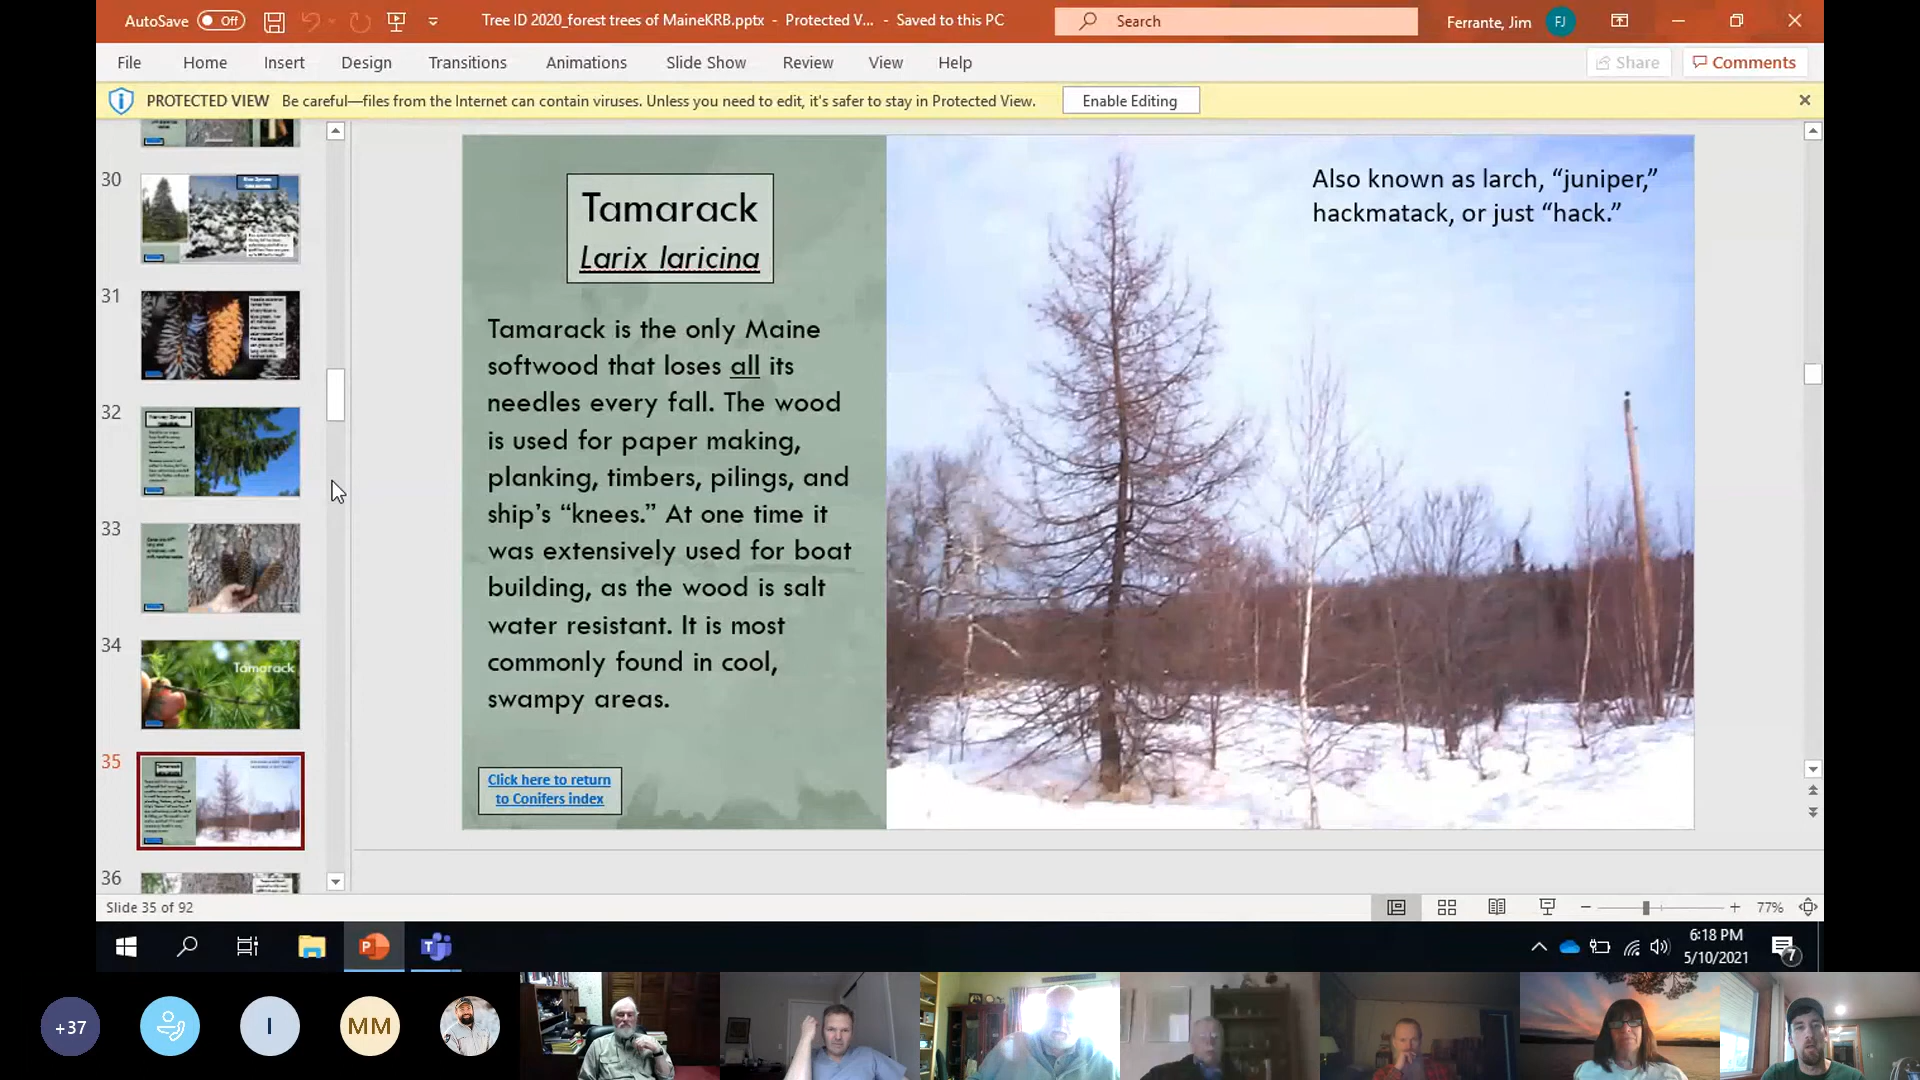 AutoSave Off
Tree ID 2020_forest trees of MaineKRB.pptx - Protected V... - Saved to this PC
Search
Ferrante, Jim
FJ
File Home Insert Design Transitions Animations Slide Show Review View Help
Share
Comments
PROTECTED VIEW Be careful—files from the Internet can contain viruses. Unless you need to edit, it's safer to stay in Protected View.
Enable Editing
30
31
32
33
34
Tamarack
35
36
Tamarack
Larix laricina
Tamarack is the only Maine
softwood that loses all its
needles every fall. The wood
is used for paper making,
planking, timbers, pilings, and
ship's “knees.” At one time it
was extensively used for boat
building, as the wood is salt
water resistant. It is most
commonly found in cool,
swampy areas.
Click here to return
to Conifers index
Also known as larch, “juniper,”
hackmatack, or just “hack.”
Slide 35 of 92
77%
6:18 PM
5/10/2021
7
+37
I
MM